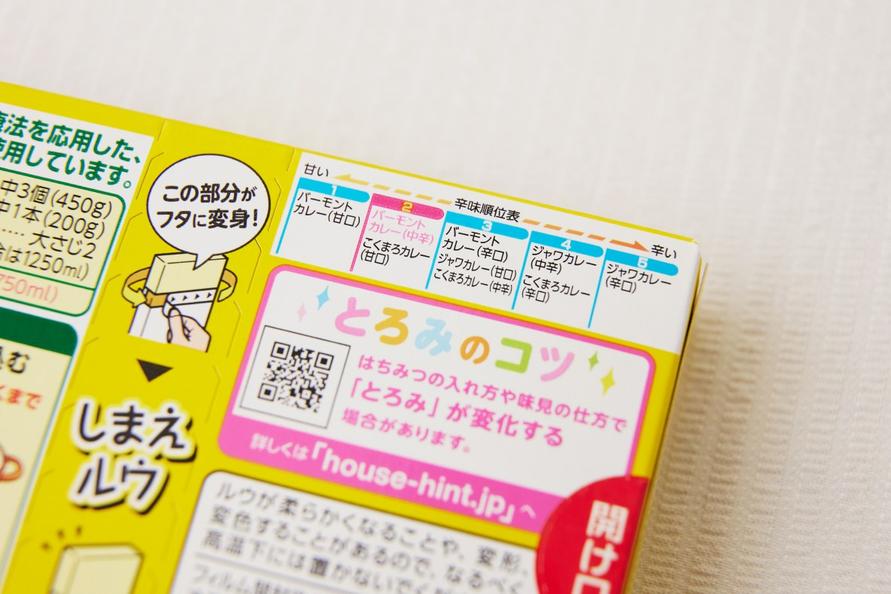 法を応用した、
使用しています。
中3個(450g)
中1本(200g)
大さじ2
合は1250ml)
750ml)
込む
くまで
この部分が
フタに変身!
しまえ
ルウ
甘い
辛味順位表
辛い
1
バーモント
カレー(甘口)
2
バーモント
カレー(中辛)
こくまろカレー
(甘口)
3
バーモント
カレー(辛口)
ジャワカレー(甘口)
こくまろカレー(中辛)
4
ジャワカレー
(中辛)
こくまろカレー
(辛口)
5
ジャワカレー
(辛口)
とろみのコツ
はちみつの入れ方や味見の仕方で
「とろみ」が変化する
場合があります。
詳しくは「house-hint.jp」へ
開け口
ルウが柔らかくなることや、変形、
変色することがあるので、なるべく
高温下には置かないでく